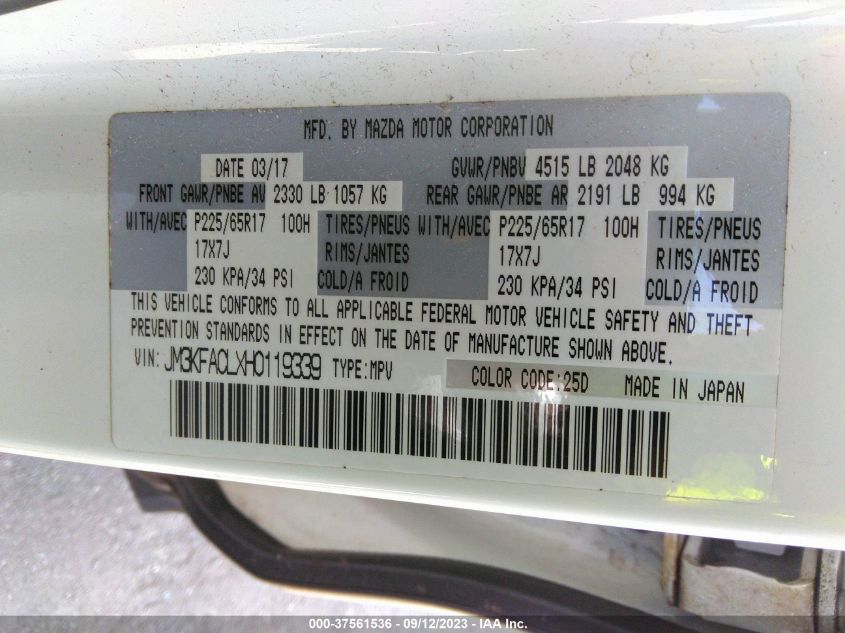 MFD. BY MAZDA MOTOR CORPORATION
DATE 03/17 GVWR/PNBV 4515 LB 2048 KG
FRONT GAWR/PNBE AV 2330 LB 1057 KG REAR GAWR/PNBE AR 2191 LB 994 KG
WITH/AVEC P225/65R17 100H TIRES/PNEUS WITH/AVEC P225/65R17 100H TIRES/PNEUS
17X7J RIMS/JANTES 17X7J RIMS/JANTES
230 KPA/34 PSI COLD/A FROID 230 KPA/34 PSI COLD/A FROID
THIS VEHICLE CONFORMS TO ALL APPLICABLE FEDERAL MOTOR VEHICLE SAFETY AND THEFT
PREVENTION STANDARDS IN EFFECT ON THE DATE OF MANUFACTURE SHOWN ABOVE.
VIN: JM3KFACLXH0119339 TYPE:MPV COLOR CODE:25D MADE IN JAPAN
000-37561536 - 09/12/2023 - IAA Inc.